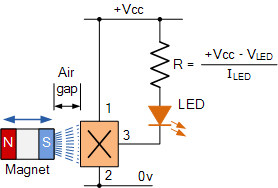 +Vcc
Air
gap
R = +Vcc - VLED
ILED
1
LED
N
S
3
Magnet
2
0v